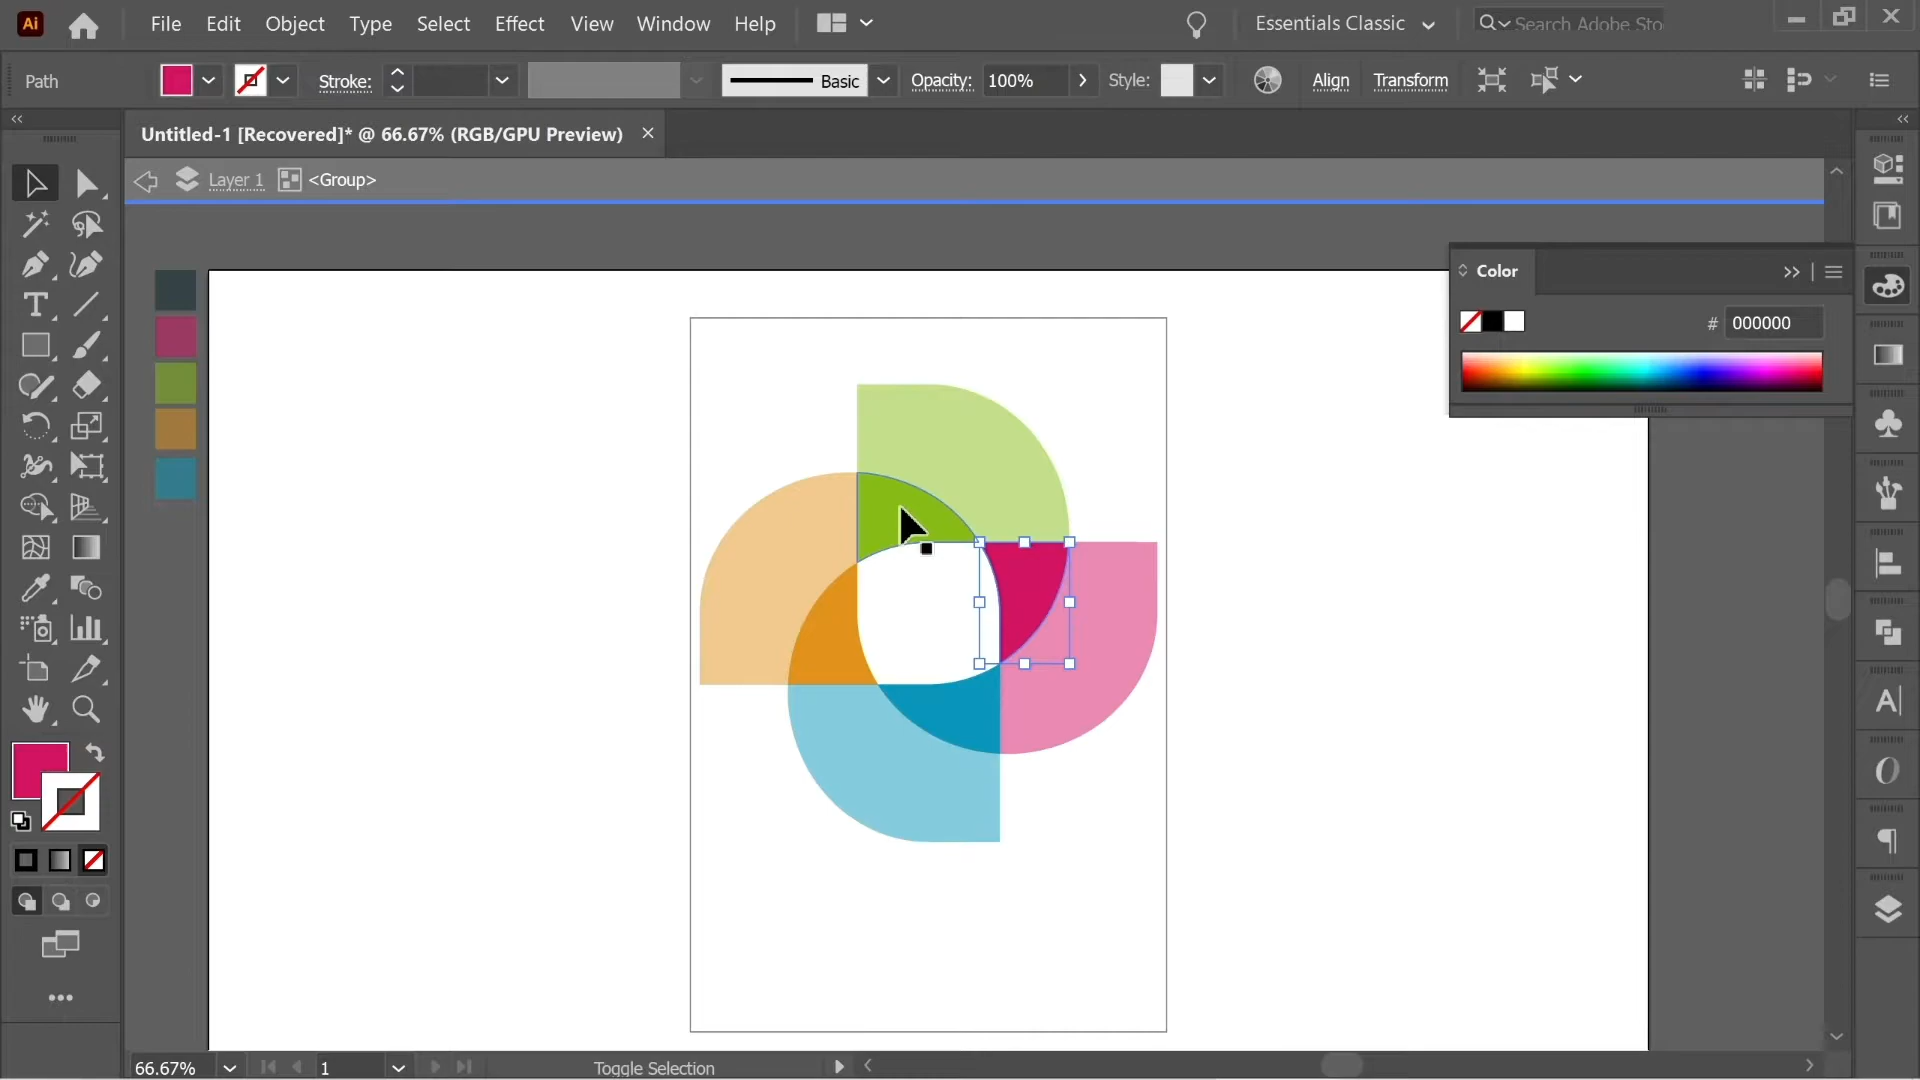 Ai File Edit Object Type Select Effect View Window Help Essentials Classic Search Adobe Sto
Path Stroke: Basic Opacity: 100% Style: Align Transform
Untitled-1 [Recovered]* @ 66.67% (RGB/GPU Preview) ×
Layer 1 <Group>
Color
# 000000
66.67% 1 Toggle Selection